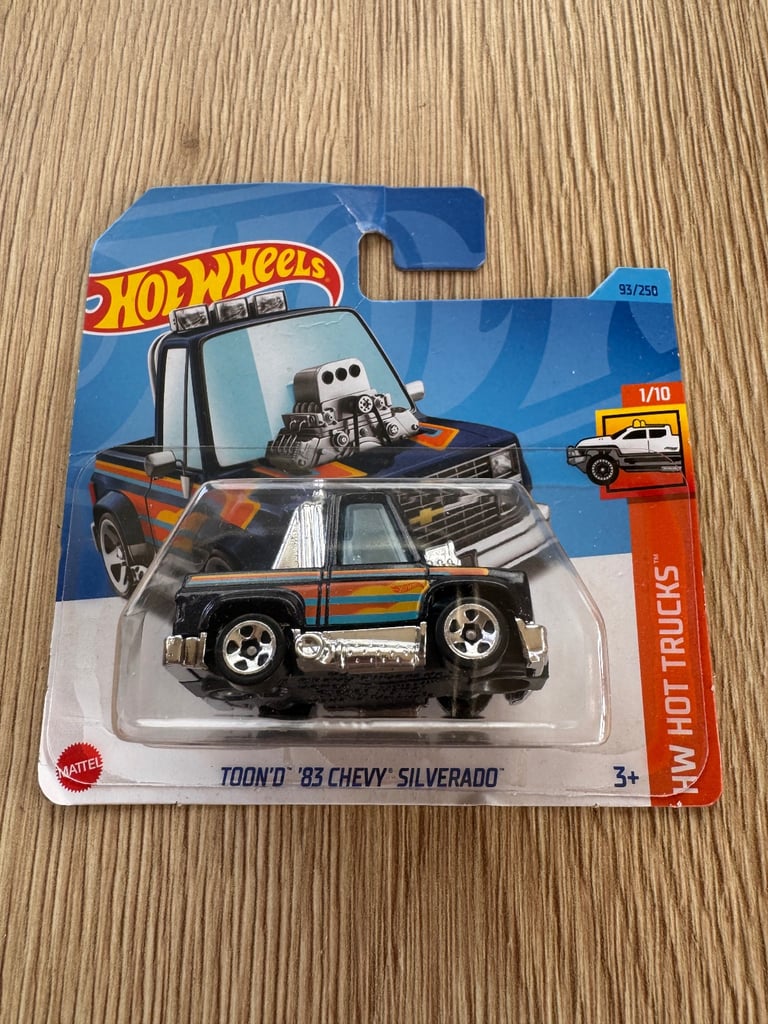 HOT WHEELS
93/250
1/10
HW HOT TRUCKS™
MATTEL
TOON'D™ '83 CHEVY® SILVERADO™
3+